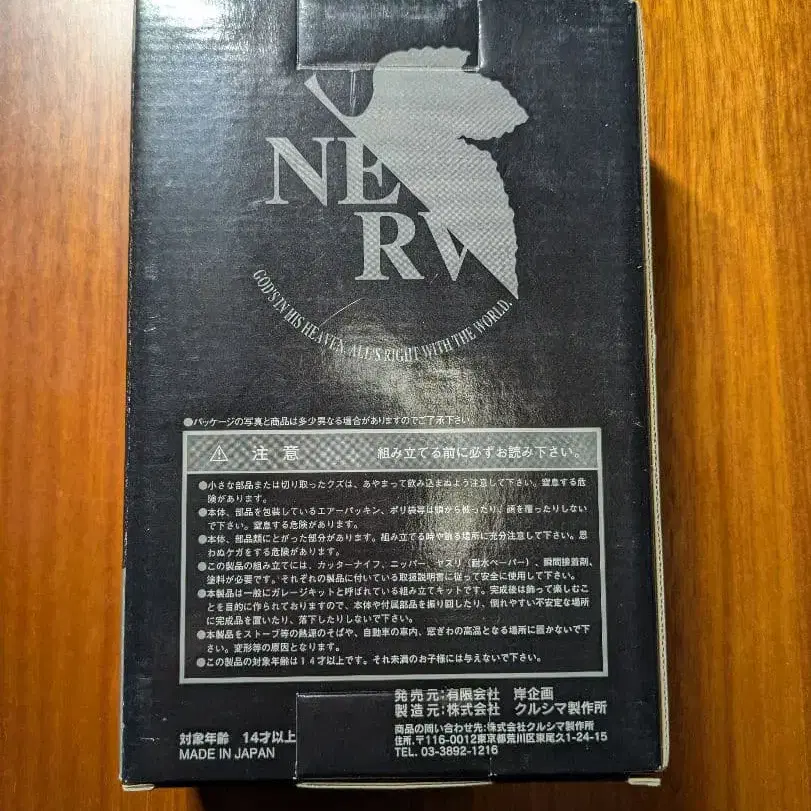 NERV
GOD'S IN HIS HEAVEN. ALL'S RIGHT WITH THE WORLD.
●パッケージの写真と商品は多少異なる場合がありますのでご了承下さい。
⚠ 注意 組み立てる前に必ずお読み下さい。
●小さな部品または切り取ったクズは、あやまって飲み込まぬよう注意して下さい。窒息する危
険があります。
●本体、部品を包装しているエアーパッキン、ポリ袋等は頭から被ったり、顔を覆ったりしない
で下さい。窒息する危険があります。
●本体、部品類にとがった部分があります。組み立てる時や飾る場所に充分注意して下さい。思
わぬケガをする危険があります。
●この製品の組み立てには、カッターナイフ、ニッパー、ヤスリ（耐水ペーパー）、瞬間接着剤、
塗料が必要です。それぞれの製品に付いている取扱説明書に従って安全に使用して下さい。
●本製品は一般にガレージキットと呼ばれている組み立てキットです。完成後は飾って楽しむこ
とを目的に作られておりますので、本体や付属部品を振り回したり、倒れやすい不安定な場所
に完成品を置いたり、落下したりしないで下さい。
●本製品をストーブ等の熱源のそばや、自動車の車内、窓ぎわの高温となる場所に置かないで下
さい。変形等の原因となります。
●この製品の対象年齢は14才以上です。それ未満のお子様には与えないで下さい。
発売元:有限会社 岸企画
製造元:株式会社 クルシマ製作所
商品の問い合わせ先:株式会社クルシマ製作所
住所.〒116-0012東京都荒川区東尾久1-24-15
TEL. 03-3892-1216
対象年齢 14才以上
MADE IN JAPAN